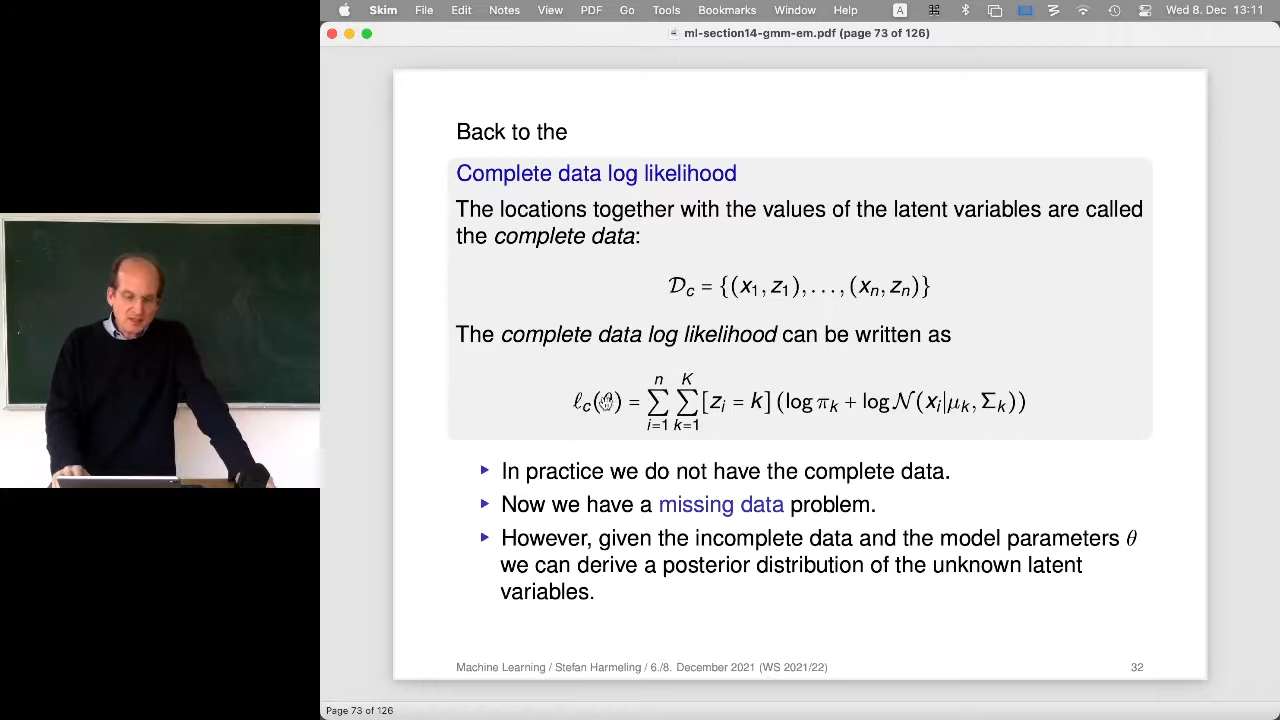 Skim File Edit Notes View PDF Go Tools Bookmarks Window Help A Wed 8. Dec 13:11
ml-section14-gmm-em.pdf (page 73 of 126)
Back to the
Complete data log likelihood
The locations together with the values of the latent variables are called
the complete data:
𝒟c = {(x₁, z₁), . . . , (xₙ, zₙ)}
The complete data log likelihood can be written as
ℓc(θ) = ∑ⁿᵢ₌₁ ∑ᴷₖ₌₁ [zᵢ = k] (log πₖ + log 𝒩(xᵢ|μₖ, Σₖ))
▸ In practice we do not have the complete data.
▸ Now we have a missing data problem.
▸ However, given the incomplete data and the model parameters θ
we can derive a posterior distribution of the unknown latent
variables.
Machine Learning / Stefan Harmeling / 6./8. December 2021 (WS 2021/22) 32
Page 73 of 126